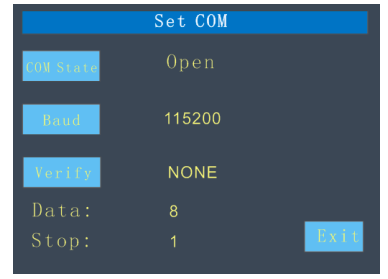 Set COM
COM State Open
Baud 115200
Verify NONE
Data: 8
Stop: 1
Exit